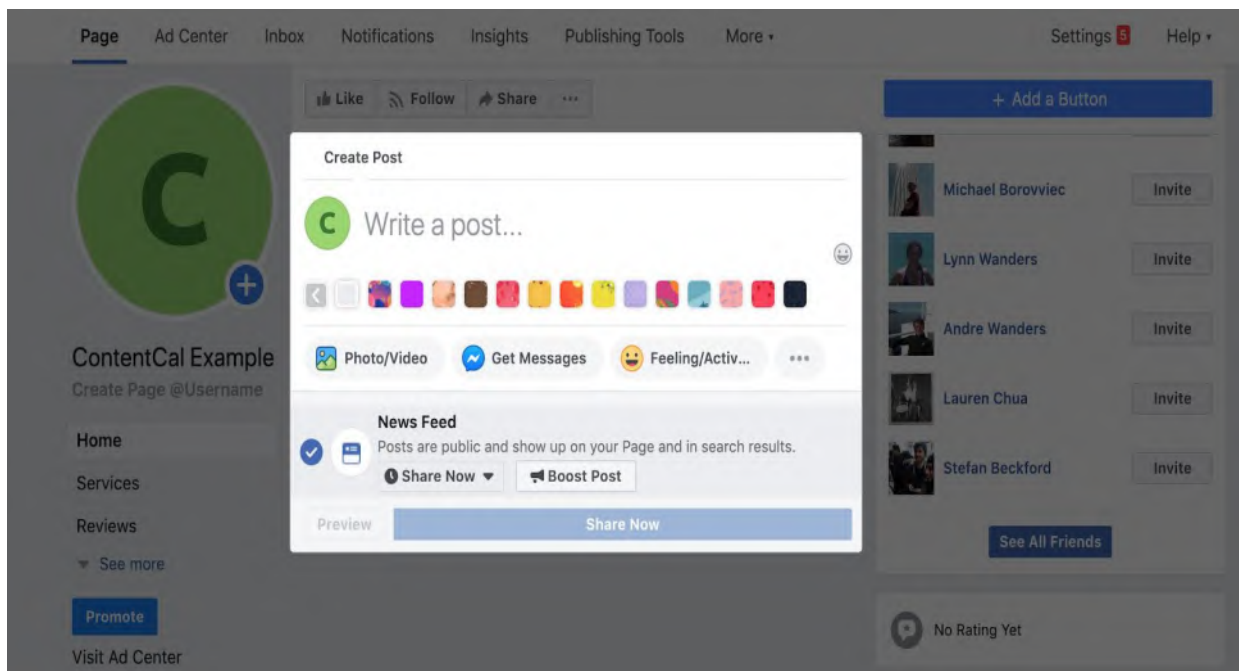 Page Ad Center Inbox Notifications Insights Publishing Tools More Settings 5 Help
Like Follow Share ...
+ Add a Button
C
ContentCal Example
Create Page @Username
Home
Services
Reviews
See more
Promote
Visit Ad Center
Create Post
C Write a post...
Photo/Video Get Messages Feeling/Activ... ...
News Feed
Posts are public and show up on your Page and in search results.
Share Now Boost Post
Preview Share Now
Michael Borovviec Invite
Lynn Wanders Invite
Andre Wanders Invite
Lauren Chua Invite
Stefan Beckford Invite
See All Friends
No Rating Yet